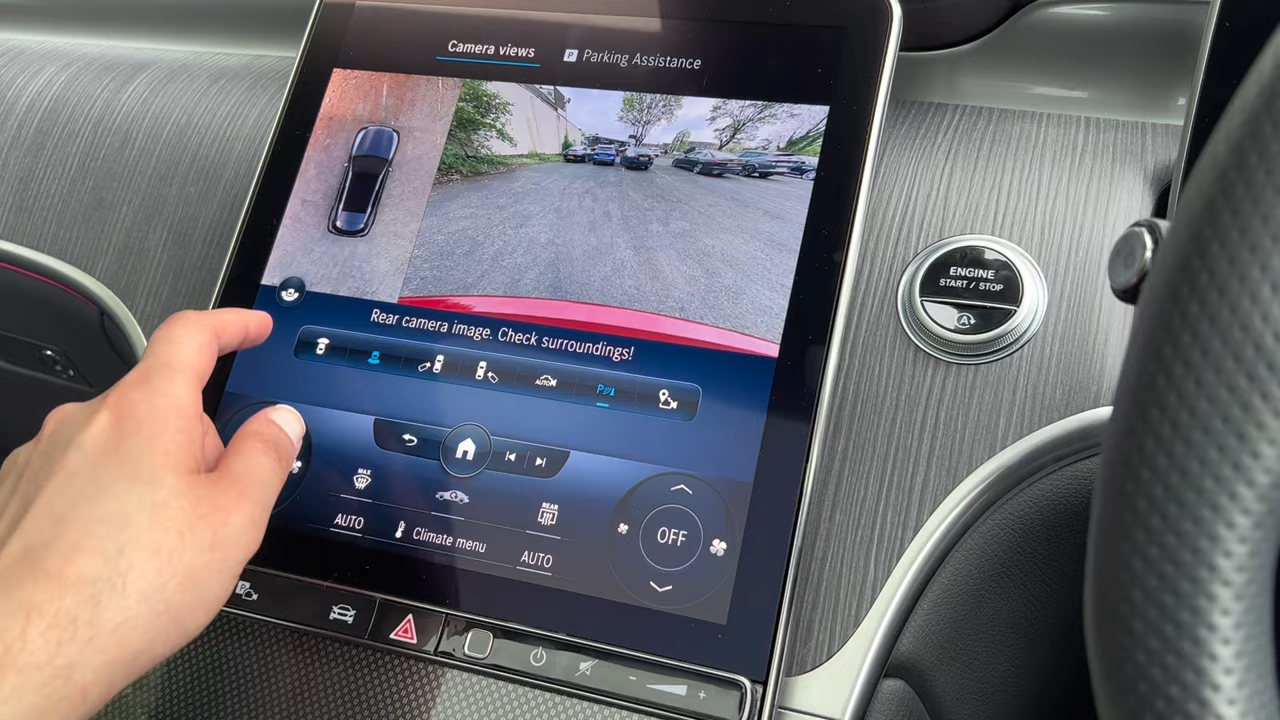 Camera views
P Parking Assistance
ENGINE
START / STOP
A
Rear camera image. Check surroundings!
AUTO
P
MAX
REAR
OFF
AUTO
Climate menu
AUTO
P
- +